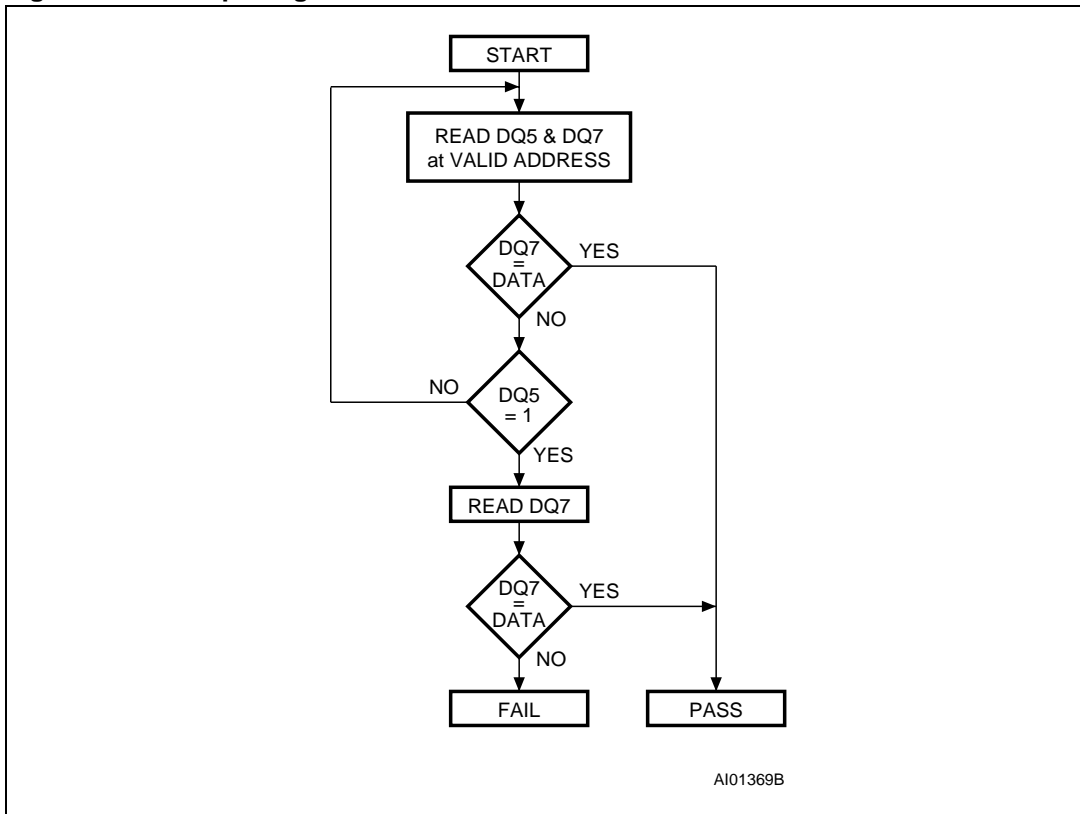 START
READ DQ5 & DQ7
at VALID ADDRESS
DQ7
=
DATA
YES
NO
DQ5
= 1
NO
YES
READ DQ7
DQ7
=
DATA
YES
NO
FAIL
PASS
AI01369B